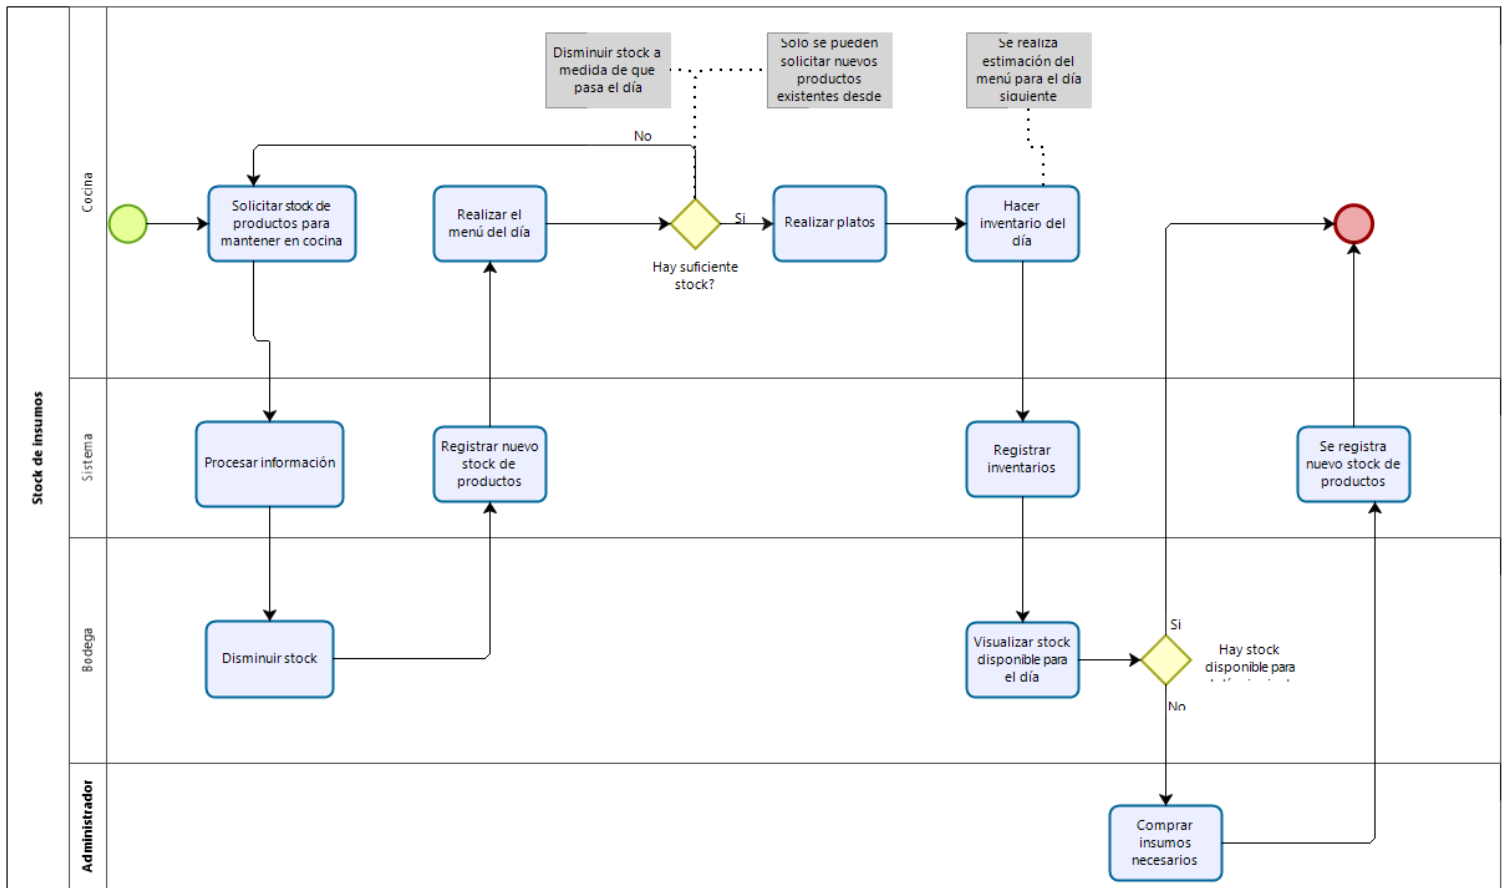 Stock de insumos
Cocina
Sistema
Bodega
Administrador
Disminuir stock a
medida de que
pasa el día
Solo se pueden
solicitar nuevos
productos
existentes desde
Se realiza
estimación del
menú para el día
siguiente
No
Solicitar stock de
productos para
mantener en cocina
Realizar el
menú del día
Hay suficiente
stock?
Si
Realizar platos
Hacer
inventario del
día
Procesar información
Registrar nuevo
stock de
productos
Registrar
inventarios
Se registra
nuevo stock de
productos
Disminuir stock
Visualizar stock
disponible para
el día
Si
Hay stock
disponible para
No
Comprar
insumos
necesarios